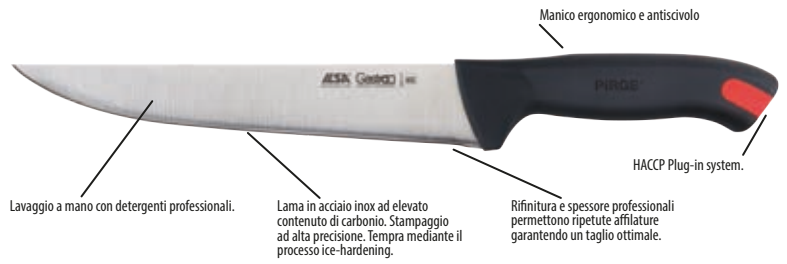 Manico ergonomico e antiscivolo
ALSA Gastro
PIRGE
HACCP Plug-in system.
Lavaggio a mano con detergenti professionali.
Lama in acciaio inox ad elevato
contenuto di carbonio. Stampaggio
ad alta precisione. Tempra mediante il
processo ice-hardening.
Rifinitura e spessore professionali
permettono ripetute affilature
garantendo un taglio ottimale.